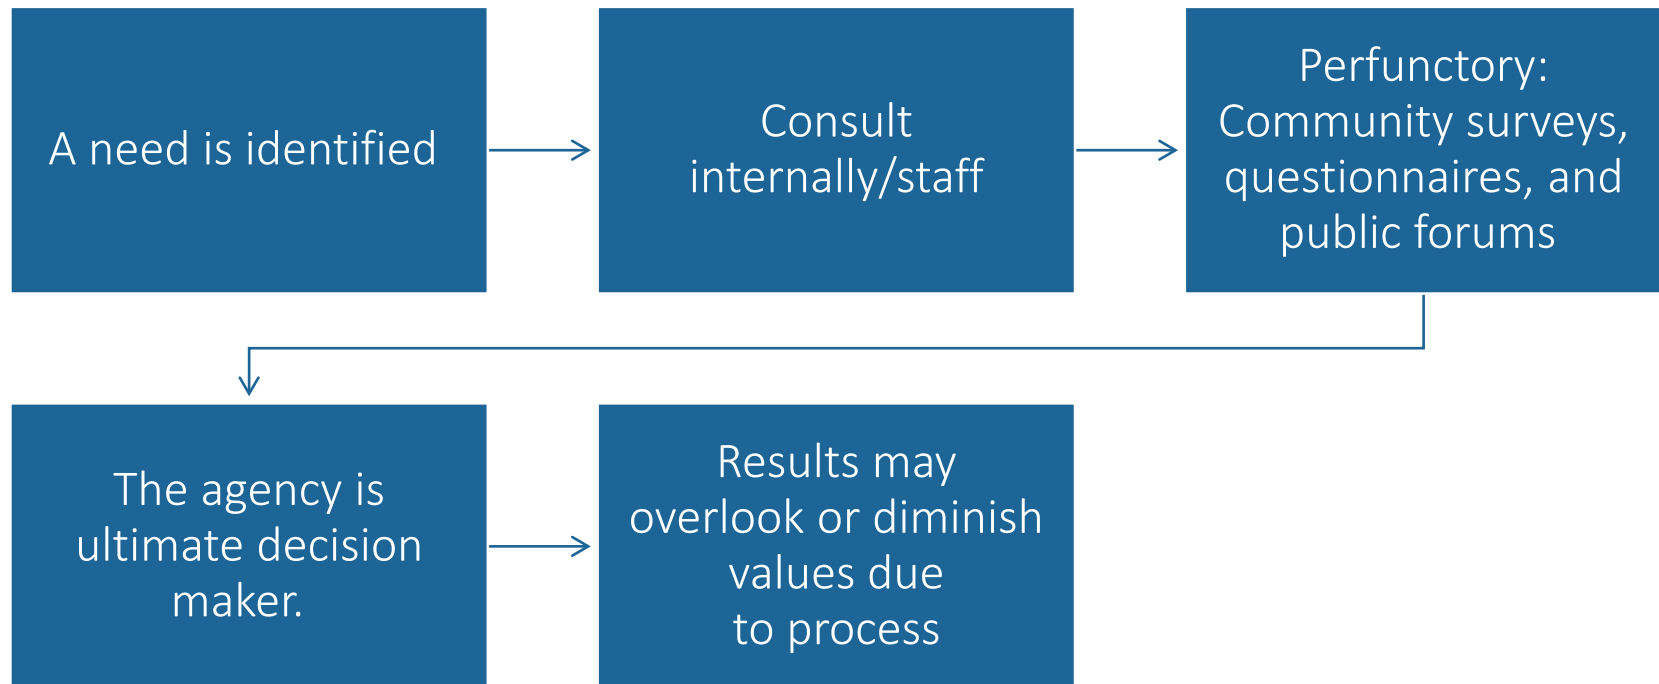 A need is identified
Consult
internally/staff
Perfunctory:
Community surveys,
questionnaires, and
public forums
The agency is
ultimate decision
maker.
Results may
overlook or diminish
values due
to process